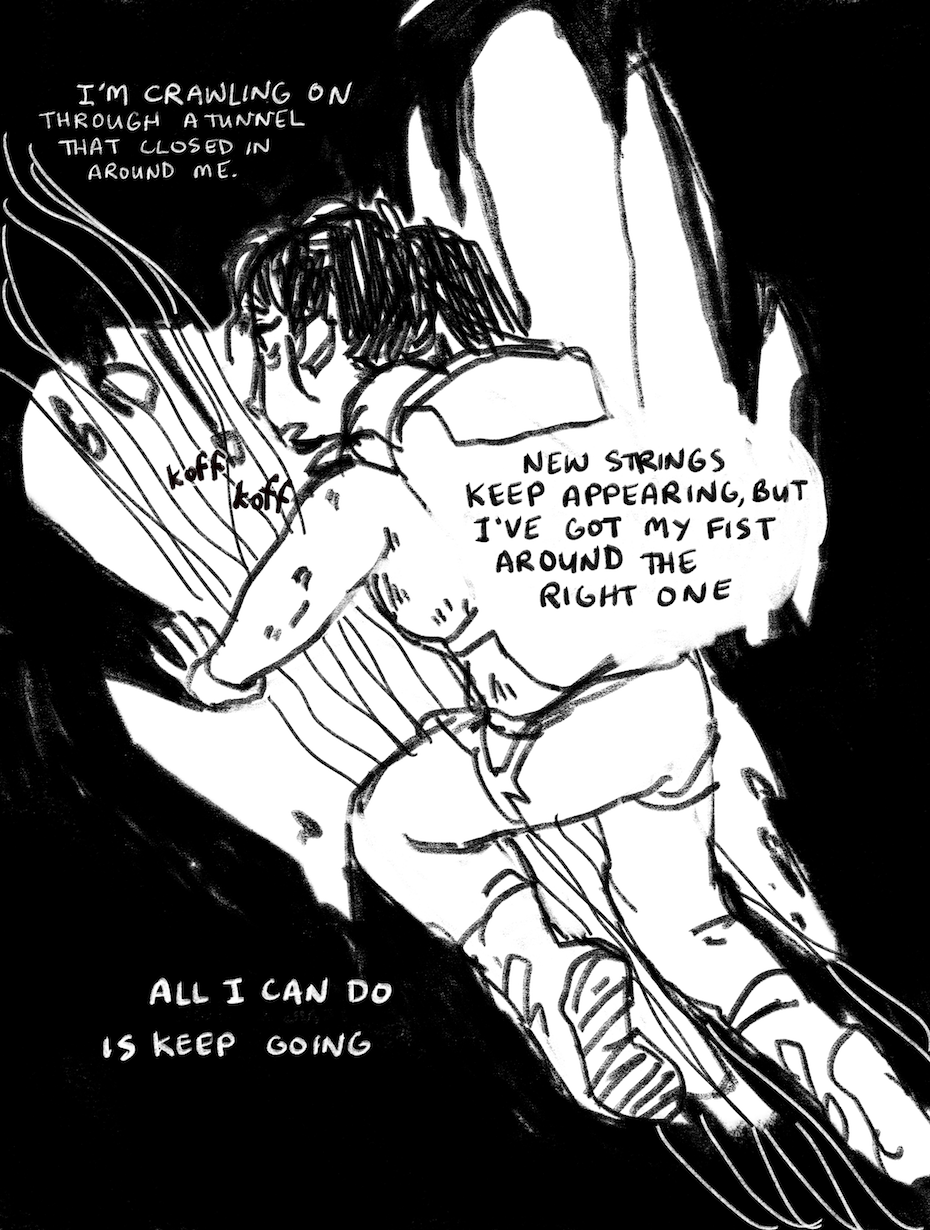 I'M CRAWLING ON
THROUGH A TUNNEL
THAT CLOSED IN
AROUND ME.
koff
koff
NEW STRINGS
KEEP APPEARING, BUT
I'VE GOT MY FIST
AROUND THE
RIGHT ONE
ALL I CAN DO
IS KEEP GOING